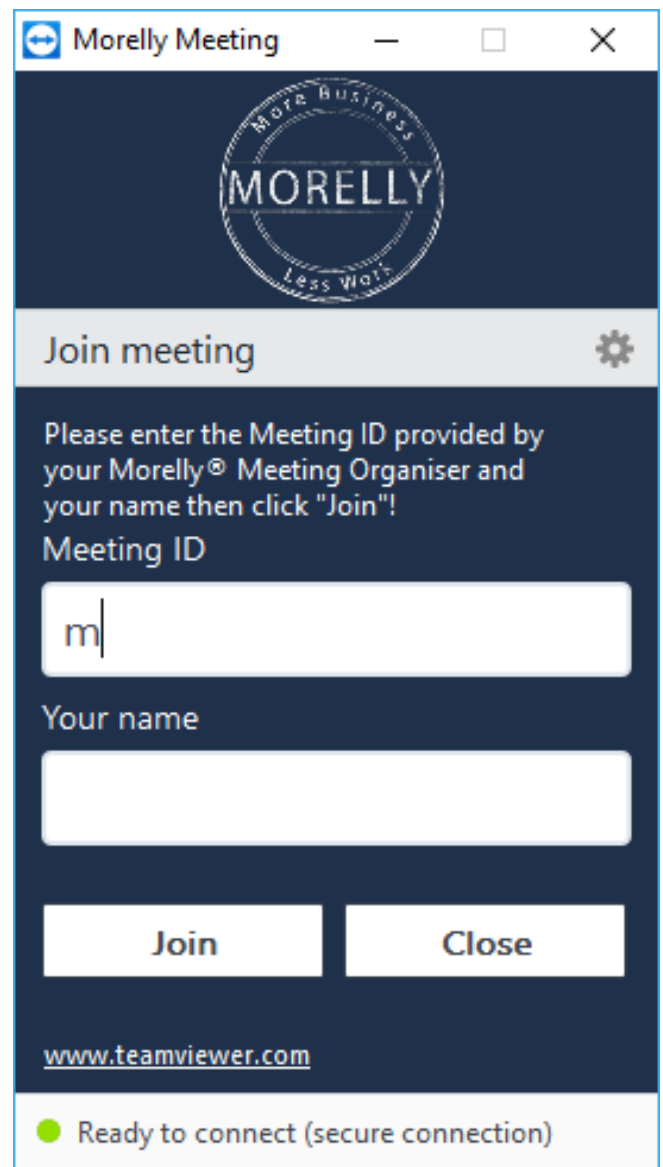 Morelly Meeting
More Business
MORELLY
Less Work
Join meeting
Please enter the Meeting ID provided by
your Morelly® Meeting Organiser and
your name then click "Join"!
Meeting ID
m
Your name
Join Close
www.teamviewer.com
Ready to connect (secure connection)